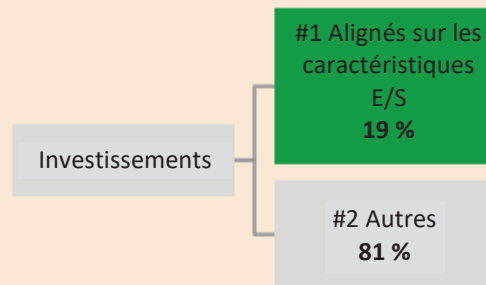 #1 Alignés sur les
caractéristiques
E/S
19 %
Investissements
#2 Autres
81 %